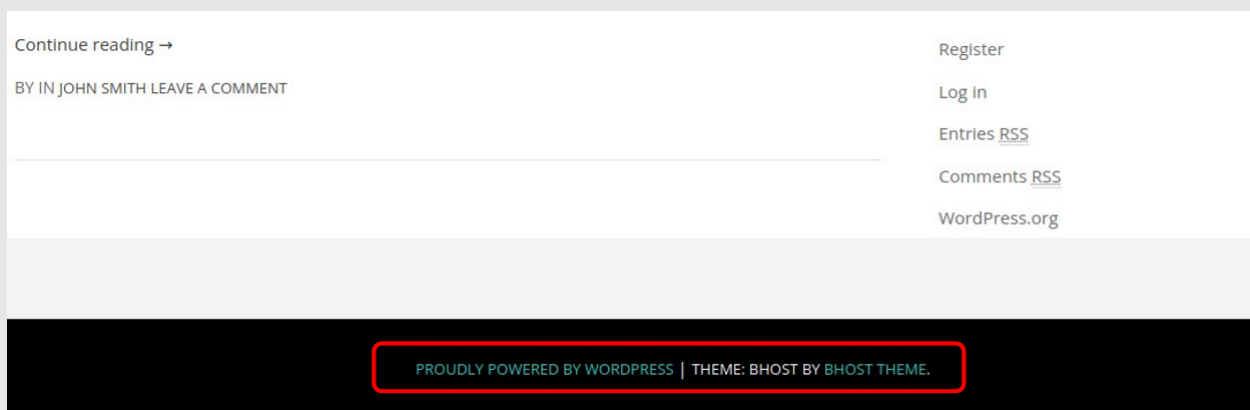 Continue reading →
BY IN JOHN SMITH LEAVE A COMMENT
Register
Log in
Entries RSS
Comments RSS
WordPress.org
PROUDLY POWERED BY WORDPRESS | THEME: BHOST BY BHOST THEME.